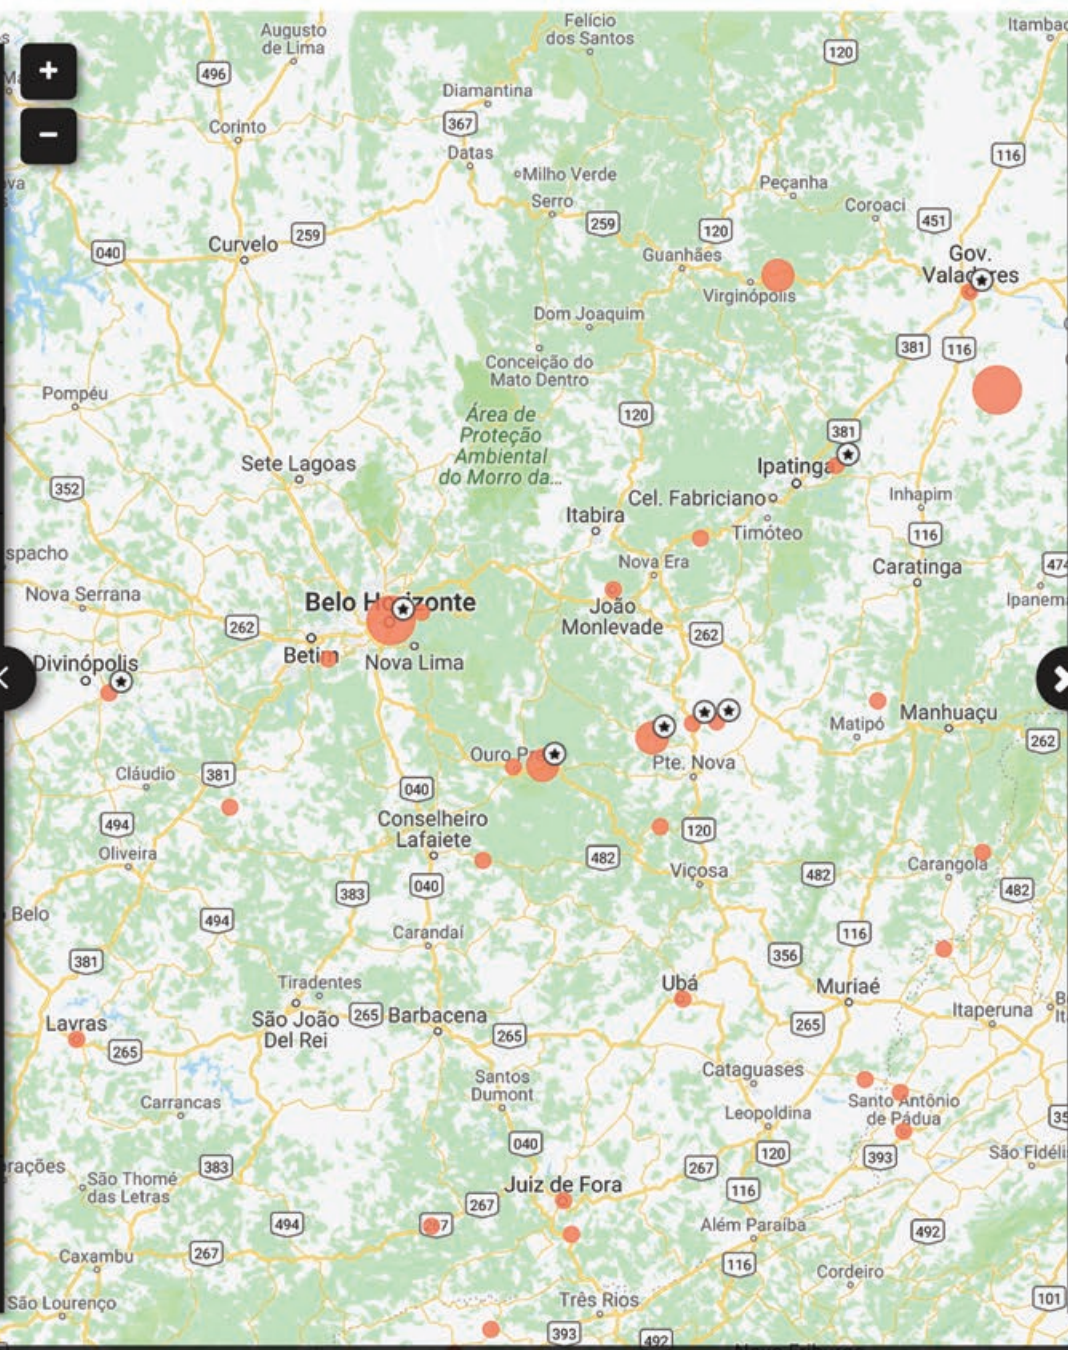 Felício
dos Santos
Augusto
de Lima
Itambac
120
496
+
Diamantina
367
Corinto
−
Datas
116
Milho Verde
Peçanha
Serro
Coroaci
259
120
451
259
Curvelo
040
Guanhães
Gov.
Valadares
Virginópolis
Dom Joaquim
381
116
Conceição do
Mato Dentro
Pompéu
Área de
Proteção
Ambiental
do Morro da...
120
381
Sete Lagoas
Ipatinga
352
Cel. Fabriciano
Inhapim
Itabira
Timóteo
116
spacho
Nova Era
Caratinga
474
Nova Serrana
Belo Horizonte
João
Monlevade
Ipanema
262
262
Betim
Nova Lima
Divinópolis
Matipó
Manhuaçu
262
Ouro Pre
Pte. Nova
Cláudio
381
040
494
Conselheiro
Lafaiete
120
Oliveira
482
Viçosa
482
Carangola
482
383
040
Belo
494
Carandaí
116
381
356
Tiradentes
Ubá
Muriaé
Lavras
265
São João
Del Rei
265
Barbacena
265
265
Itaperuna
Santos
Dumont
Cataguases
Carrancas
Leopoldina
Santo Antônio
de Pádua
35
040
120
393
São Fidéli
rações
São Thomé
das Letras
383
267
116
Juiz de Fora
267
494
267
Além Paraíba
492
Caxambu
267
116
Cordeiro
São Lourenço
Três Rios
101
393
492